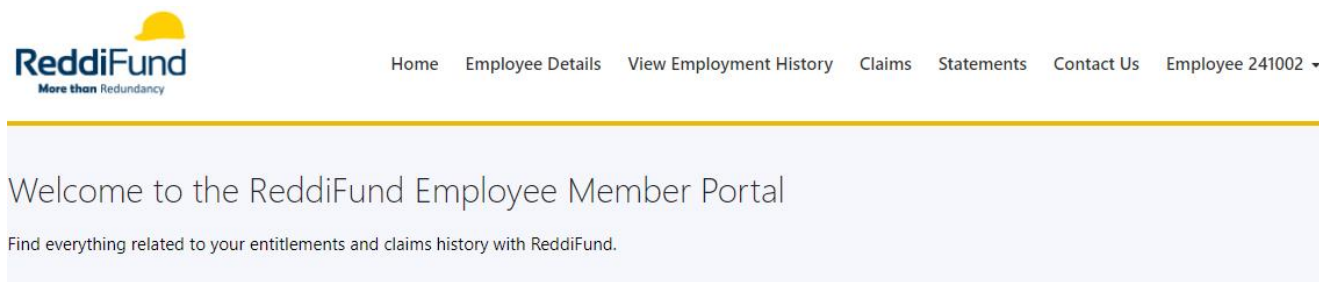 ReddiFund
More than Redundancy
Home Employee Details View Employment History Claims Statements Contact Us Employee 241002
Welcome to the ReddiFund Employee Member Portal
Find everything related to your entitlements and claims history with ReddiFund.